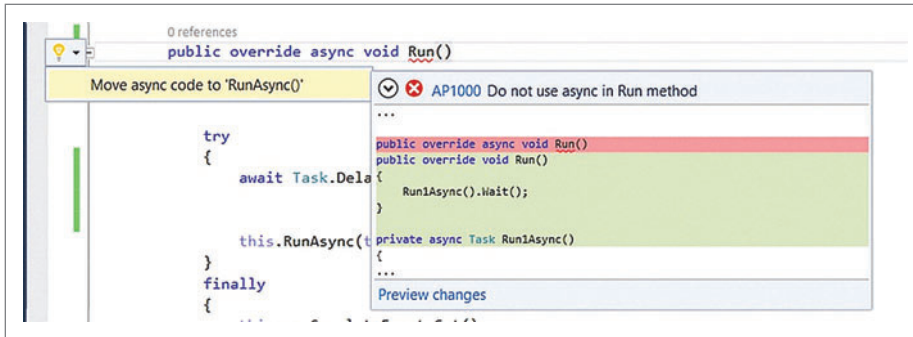 0 references
public override async void Run()
Move async code to 'RunAsync()'
AP1000 Do not use async in Run method
...
try
{
await Task.Dela
this.RunAsync(t
}
finally
{
public override async void Run()
public override void Run()
{
Run1Async().Wait();
}
private async Task Run1Async()
{
...
Preview changes